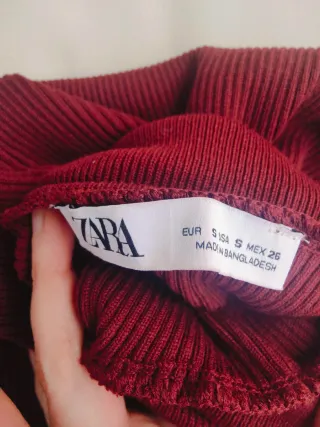 ZARA
EUR S USA S MEX 26
MADE IN BANGLADESH